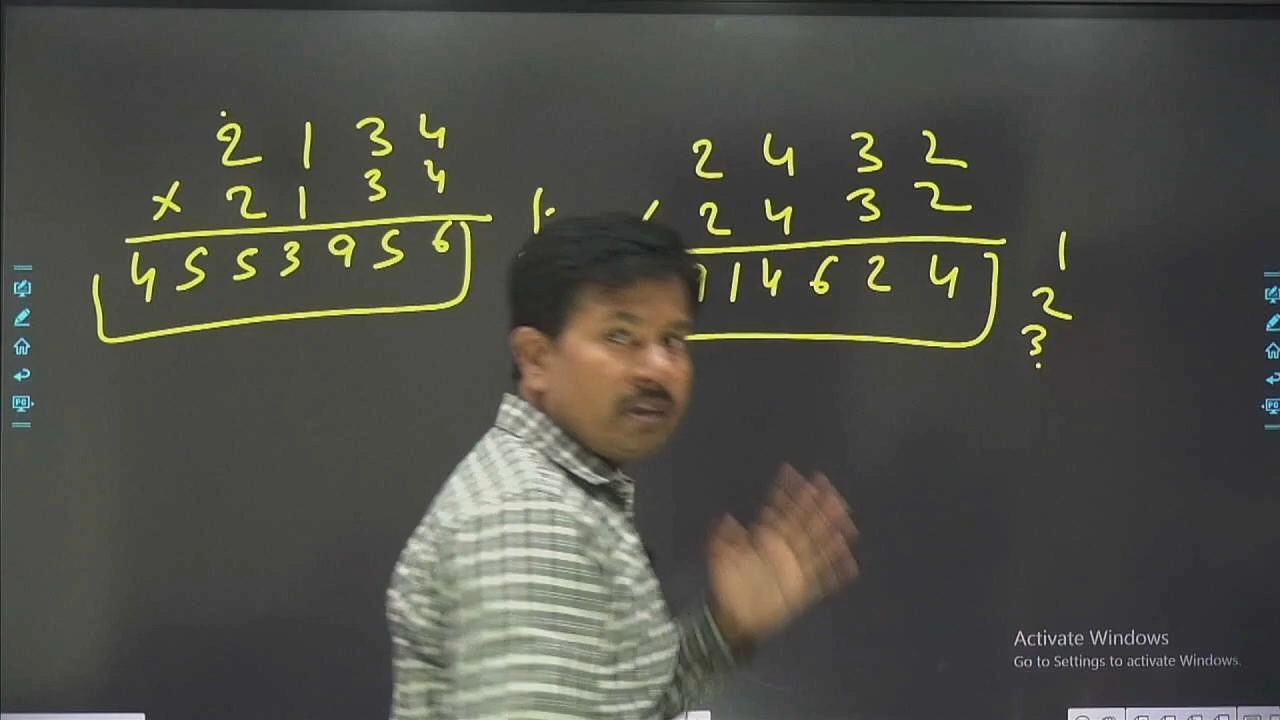 2 1 3 4
× 2 1 3 4
4 5 5 3 9 5 6
2 4 3 2
2 4 3 2
1 4 6 2 4
1
2
3
Activate Windows
Go to Settings to activate Windows.